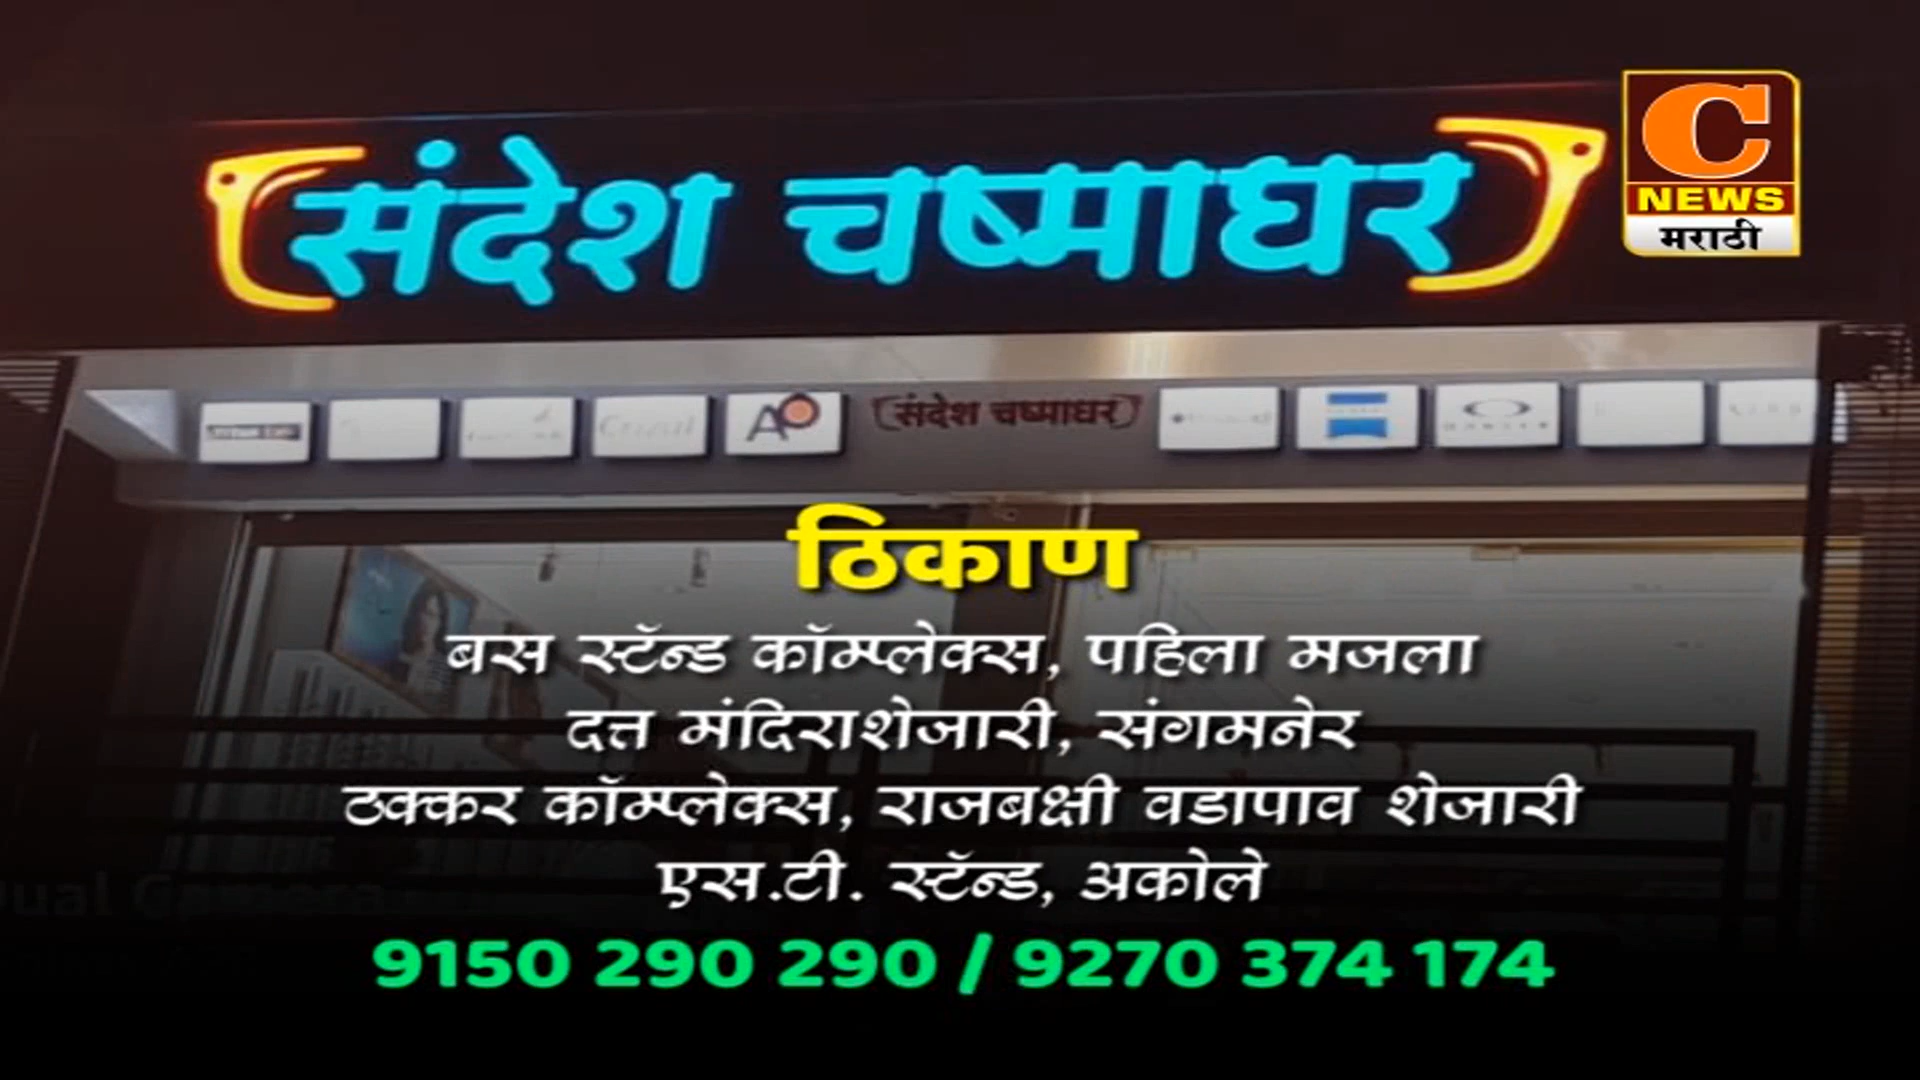 संदेश चष्माघर
C
NEWS
मराठी
संदेश चष्माघर
ठिकाण
बस स्टॅन्ड कॉम्प्लेक्स, पहिला मजला
दत्त मंदिराशेजारी, संगमनेर
ठक्कर कॉम्प्लेक्स, राजबक्षी वडापाव शेजारी
एस.टी. स्टॅन्ड, अकोले
9150 290 290 / 9270 374 174